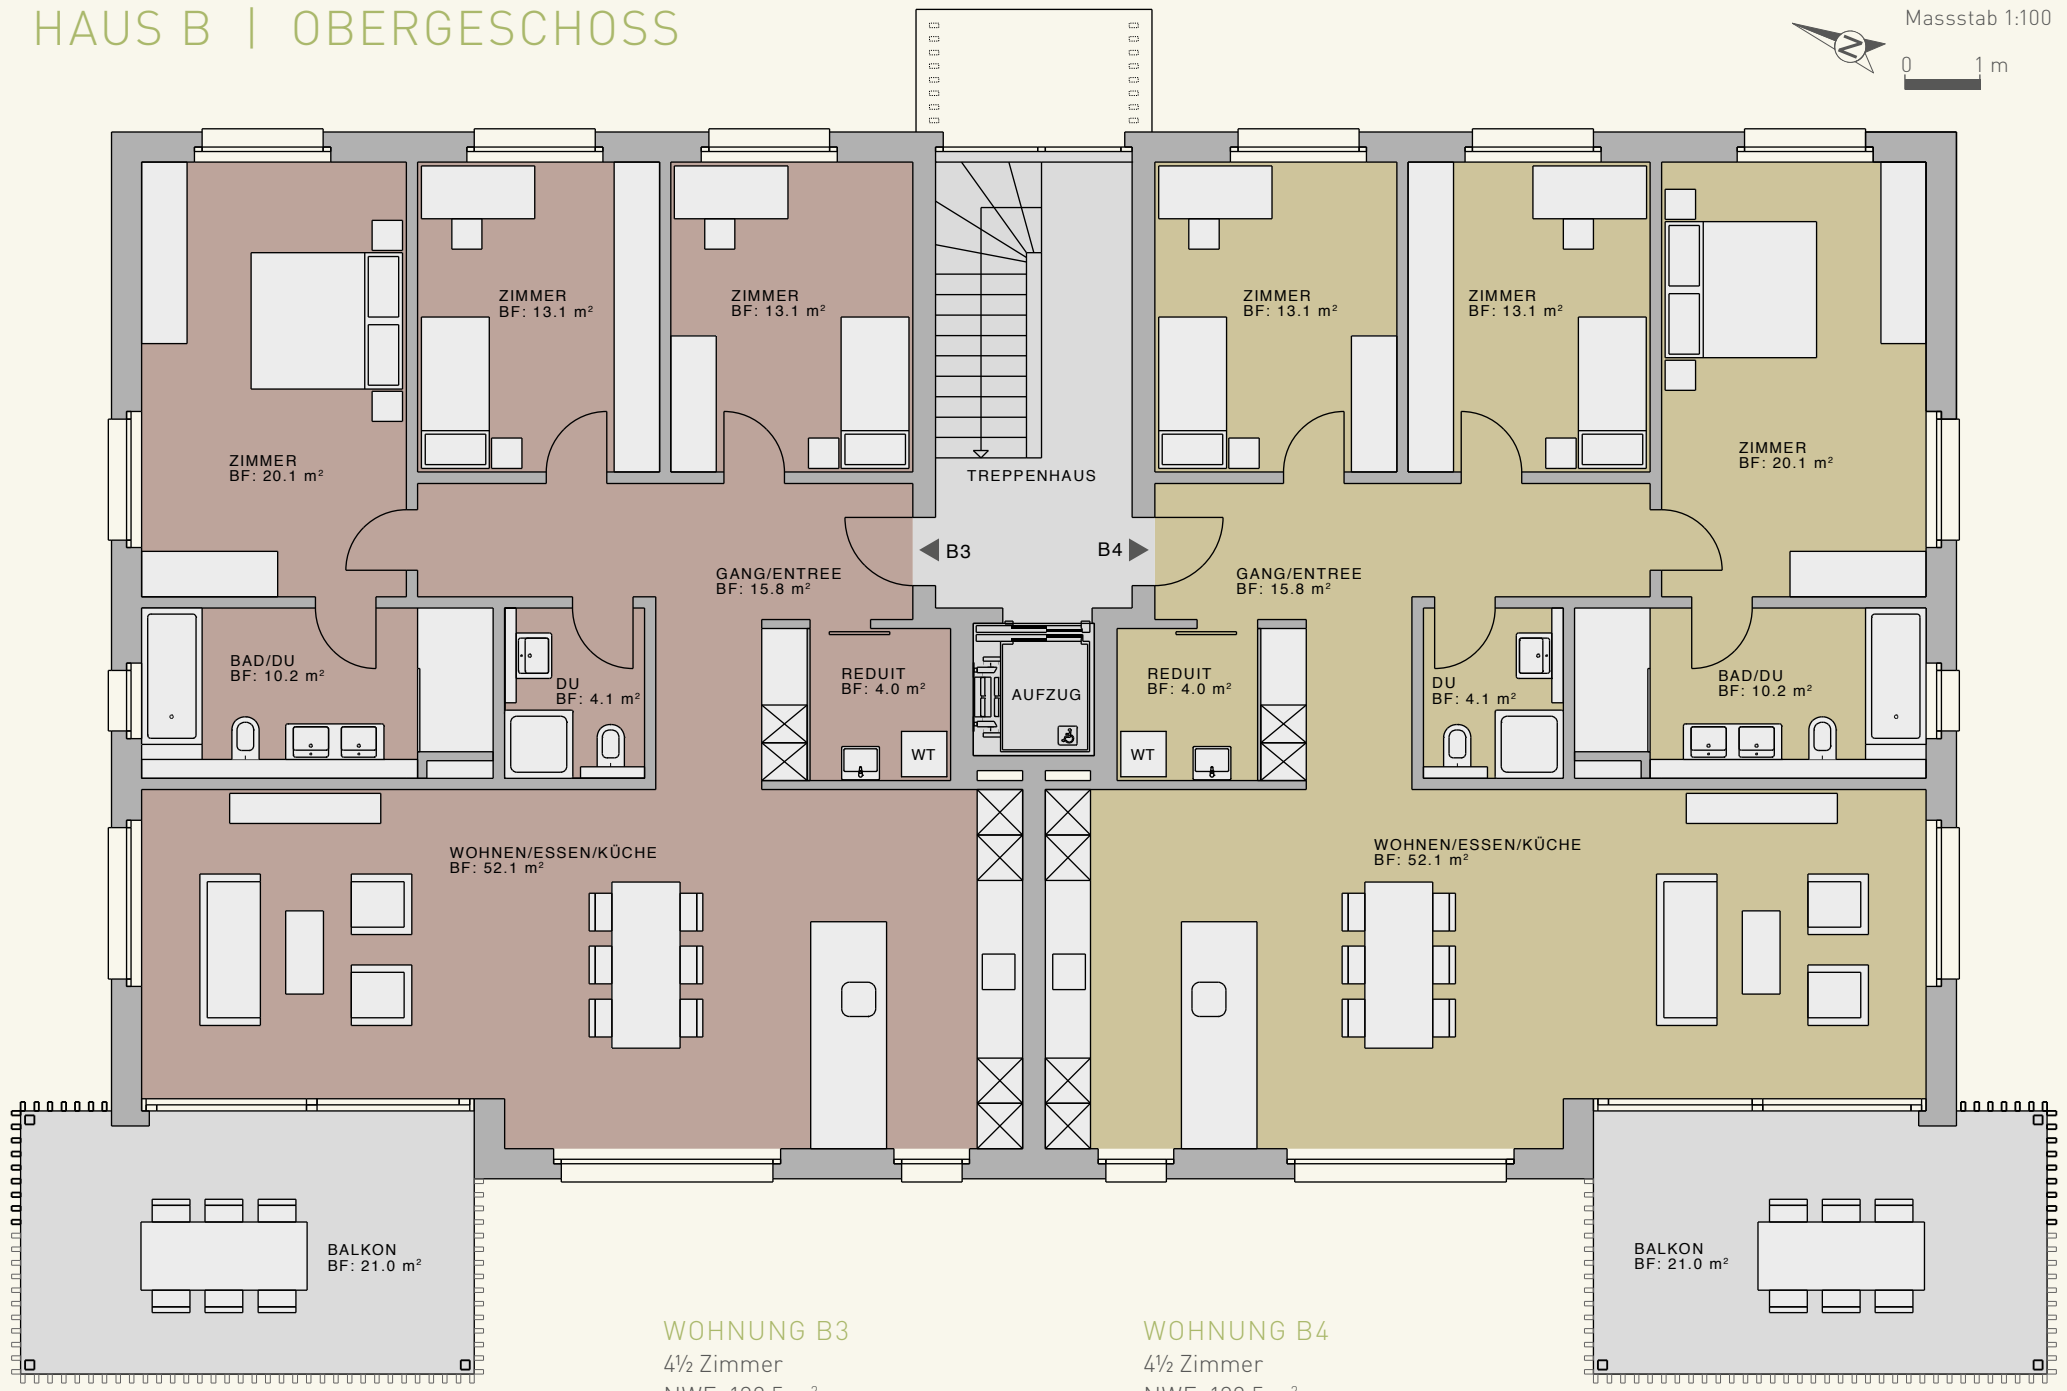 HAUS B | OBERGESCHOSS
Massstab 1:100
N
0 1 m
ZIMMER
BF: 20.1 m²
ZIMMER
BF: 13.1 m²
ZIMMER
BF: 13.1 m²
TREPPENHAUS
ZIMMER
BF: 13.1 m²
ZIMMER
BF: 13.1 m²
ZIMMER
BF: 20.1 m²
B3
B4
GANG/ENTREE
BF: 15.8 m²
GANG/ENTREE
BF: 15.8 m²
BAD/DU
BF: 10.2 m²
DU
BF: 4.1 m²
REDUIT
BF: 4.0 m²
WT
AUFZUG
REDUIT
BF: 4.0 m²
WT
DU
BF: 4.1 m²
BAD/DU
BF: 10.2 m²
WOHNEN/ESSEN/KÜCHE
BF: 52.1 m²
WOHNEN/ESSEN/KÜCHE
BF: 52.1 m²
BALKON
BF: 21.0 m²
BALKON
BF: 21.0 m²
WOHNUNG B3
4½ Zimmer
WOHNUNG B4
4½ Zimmer